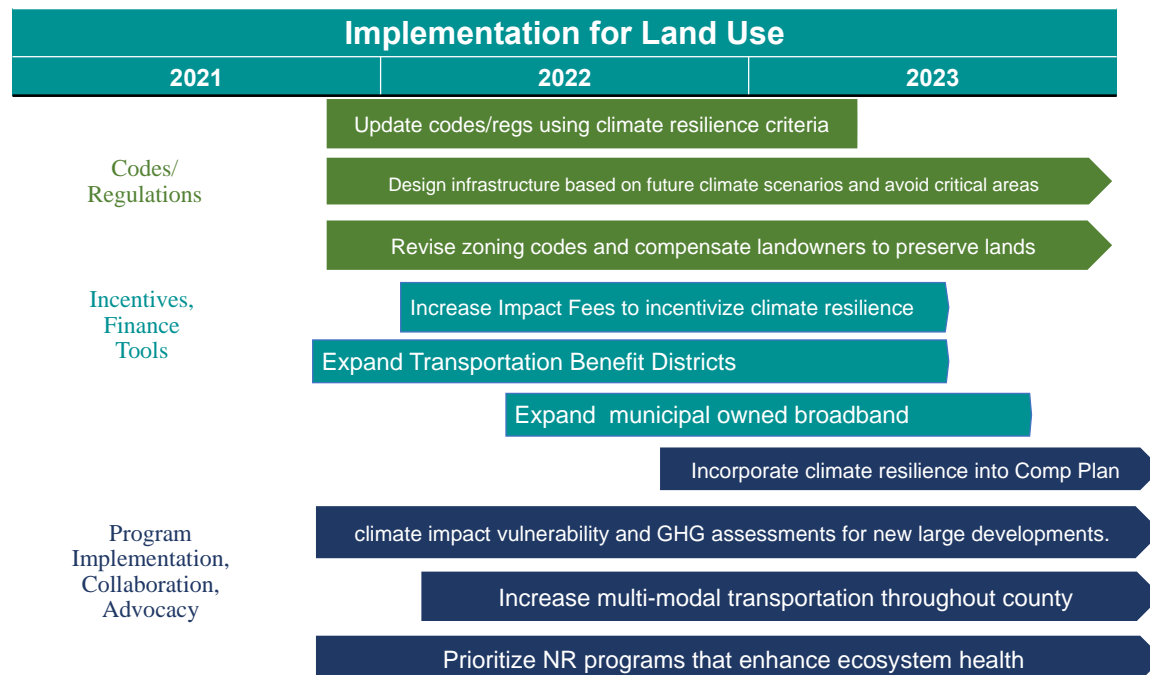 Implementation for Land Use
2021 2022 2023
Update codes/regs using climate resilience criteria
Codes/
Regulations
Design infrastructure based on future climate scenarios and avoid critical areas
Revise zoning codes and compensate landowners to preserve lands
Incentives,
Finance
Tools
Increase Impact Fees to incentivize climate resilience
Expand Transportation Benefit Districts
Expand  municipal owned broadband
Incorporate climate resilience into Comp Plan
Program
Implementation,
Collaboration,
Advocacy
climate impact vulnerability and GHG assessments for new large developments.
Increase multi-modal transportation throughout county
Prioritize NR programs that enhance ecosystem health